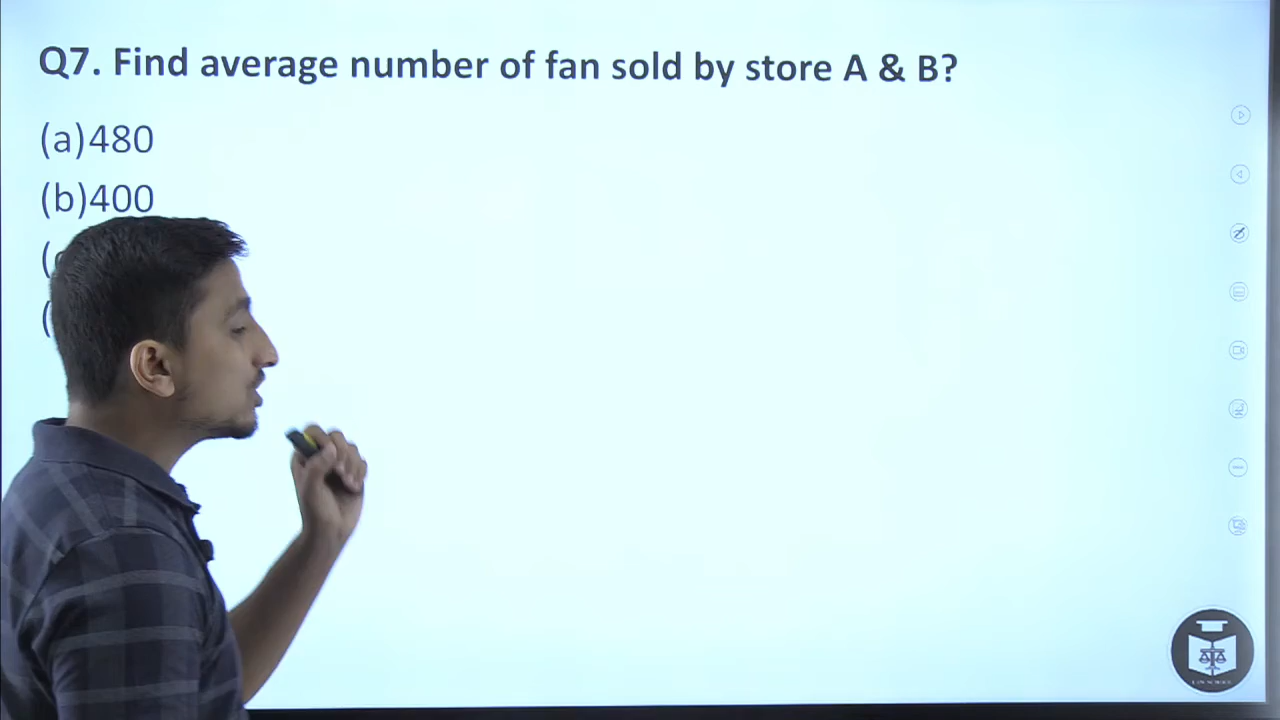 Q7. Find average number of fan sold by store A & B?
(a)480
(b)400
(
(